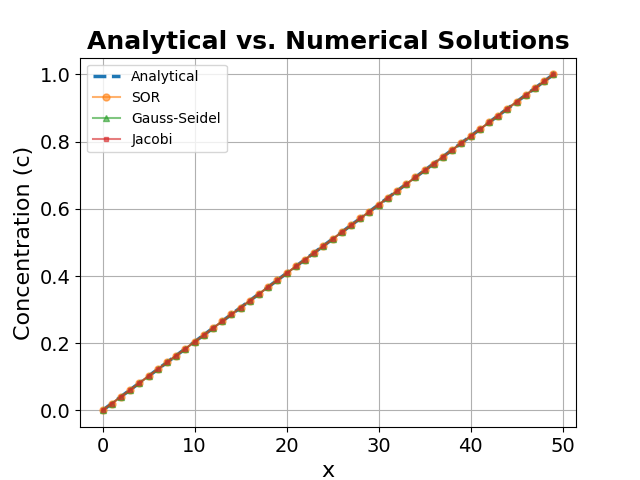 Analytical vs. Numerical Solutions
Analytical
SOR
Gauss-Seidel
Jacobi
Concentration (c)
1.0
0.8
0.6
0.4
0.2
0.0
0 10 20 30 40 50
x